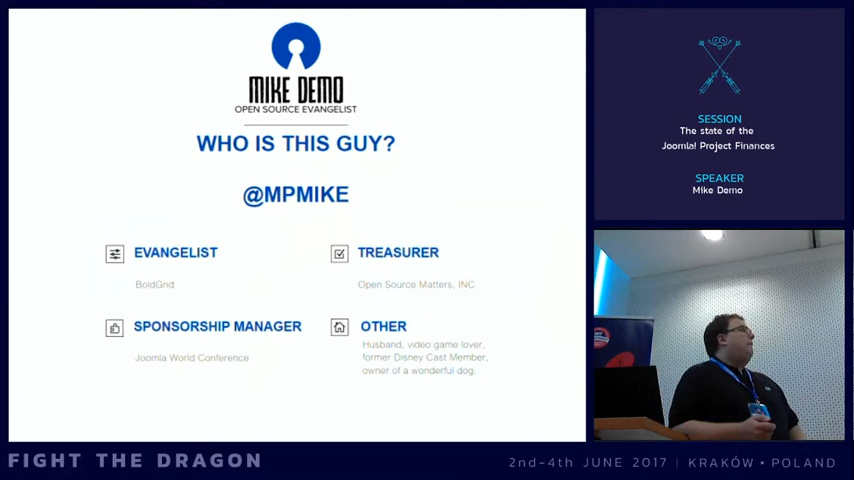 MIKE DEMO
OPEN SOURCE EVANGELIST
WHO IS THIS GUY?
@MPMIKE
EVANGELIST
BoldGrid
TREASURER
Open Source Matters, INC
SPONSORSHIP MANAGER
Joomla World Conference
OTHER
Husband, video game lover,
former Disney Cast Member,
owner of a wonderful dog.
SESSION
The state of the
Joomla! Project Finances
SPEAKER
Mike Demo
FIGHT THE DRAGON
2nd-4th JUNE 2017 | KRAKÓW • POLAND